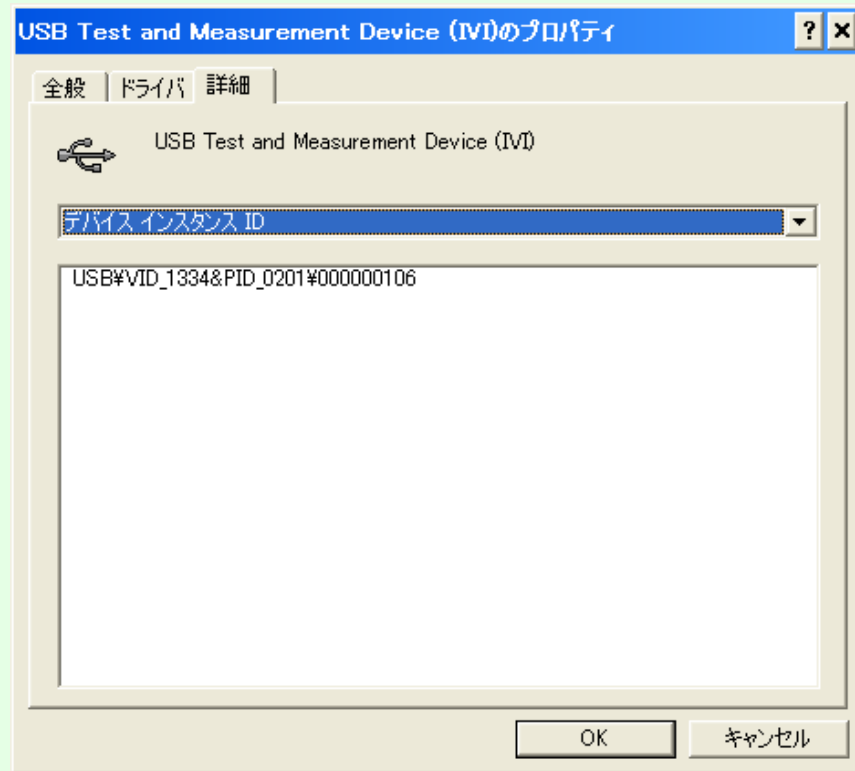 USB Test and Measurement Device (IVI)のプロパティ
全般 ドライバ 詳細
USB Test and Measurement Device (IVI)
デバイス インスタンス ID
USB¥VID_1334&PID_0201¥000000106
OK キャンセル